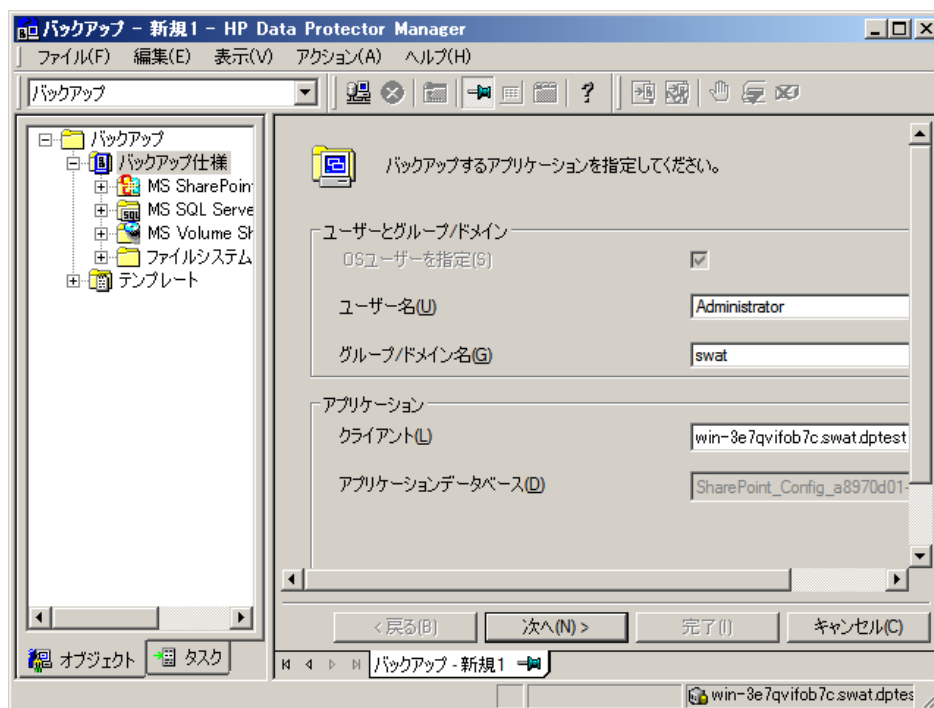 バックアップ - 新規1 - HP Data Protector Manager
ファイル(F) 編集(E) 表示(V) アクション(A) ヘルプ(H)
バックアップ
バックアップ
バックアップ仕様
MS SharePoin
MS SQL Serve
MS Volume Sh
ファイルシステム
テンプレート
バックアップするアプリケーションを指定してください。
ユーザーとグループ/ドメイン
OSユーザーを指定(S)
ユーザー名(U)
Administrator
グループ/ドメイン名(G)
swat
アプリケーション
クライアント(L)
win-3e7qvifob7c.swat.dptest
アプリケーションデータベース(D)
SharePoint_Config_a8970d01-
< 戻る(B) 次へ(N) > 完了(I) キャンセル(C)
オブジェクト タスク
バックアップ - 新規1
win-3e7qvifob7c.swat.dptes